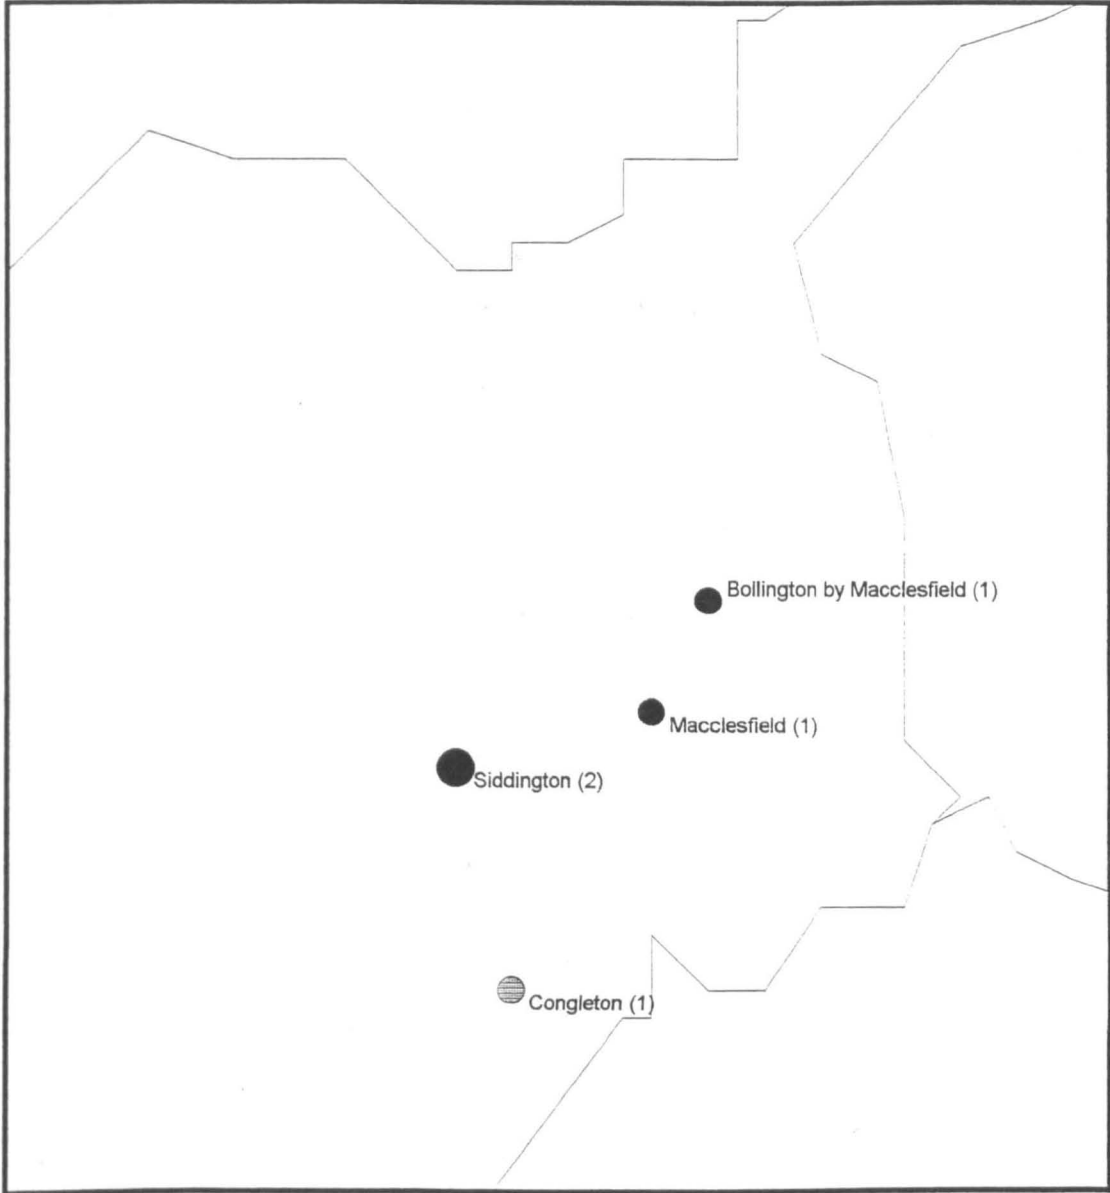 Bollington by Macclesfield (1)
Macclesfield (1)
Siddington (2)
Congleton (1)